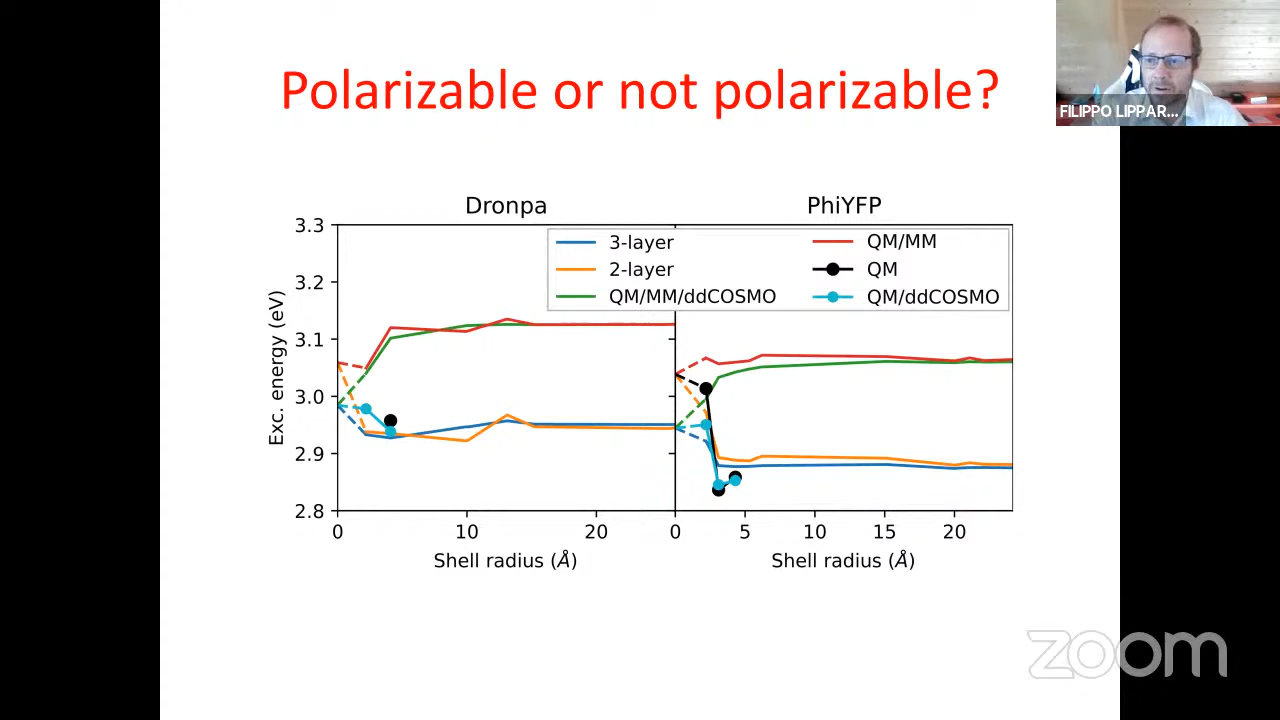 Polarizable or not polarizable?
FILIPPO LIPPAR...
Dronpa
PhiYFP
3-layer
2-layer
QM/MM/ddCOSMO
QM/MM
QM
QM/ddCOSMO
Exc. energy (eV)
3.3
3.2
3.1
3.0
2.9
2.8
0
10
20
0
5
10
15
20
Shell radius (Å)
Shell radius (Å)
zoom